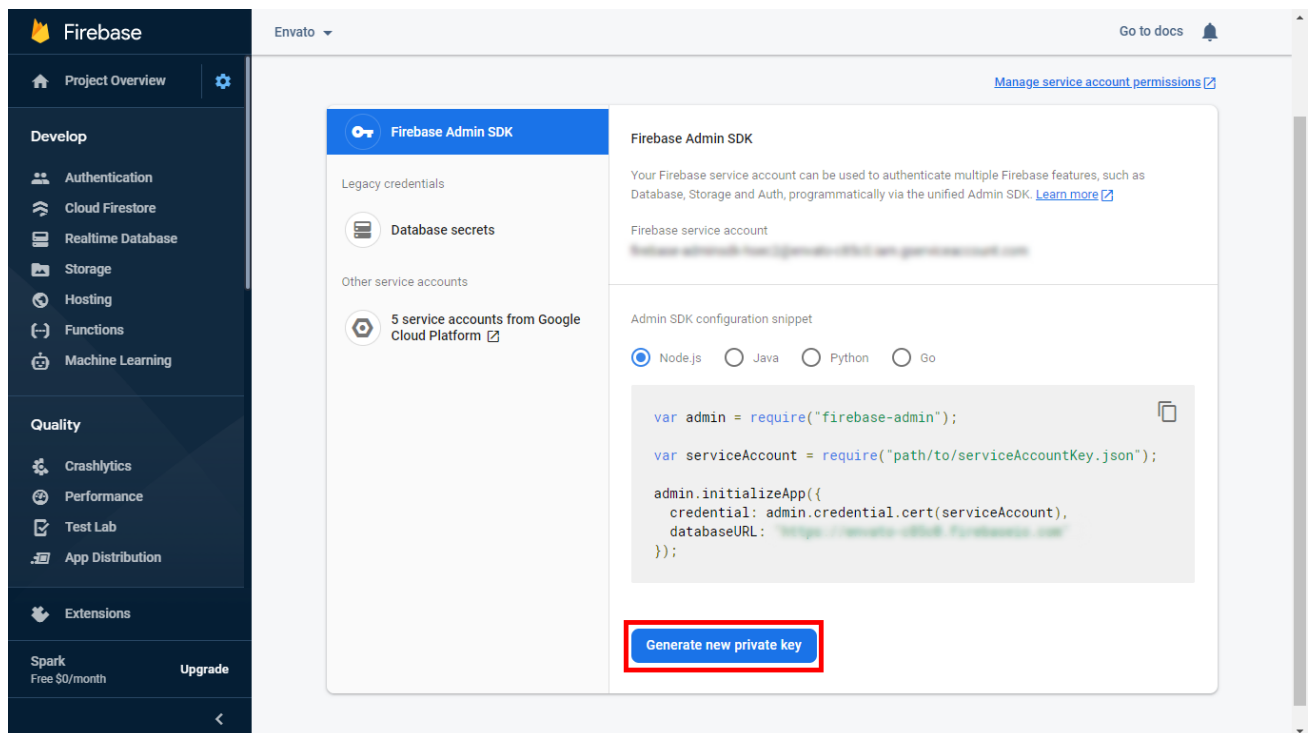 Firebase
Envato
Go to docs
Project Overview
Manage service account permissions
Develop
Authentication
Cloud Firestore
Realtime Database
Storage
Hosting
Functions
Machine Learning
Quality
Crashlytics
Performance
Test Lab
App Distribution
Extensions
Spark
Free $0/month
Upgrade
Firebase Admin SDK
Legacy credentials
Database secrets
Other service accounts
5 service accounts from Google
Cloud Platform
Firebase Admin SDK
Your Firebase service account can be used to authenticate multiple Firebase features, such as
Database, Storage and Auth, programmatically via the unified Admin SDK. Learn more
Firebase service account
Admin SDK configuration snippet
Node.js Java Python Go
var admin = require("firebase-admin");
var serviceAccount = require("path/to/serviceAccountKey.json");
admin.initializeApp({
credential: admin.credential.cert(serviceAccount),
databaseURL:
});
Generate new private key